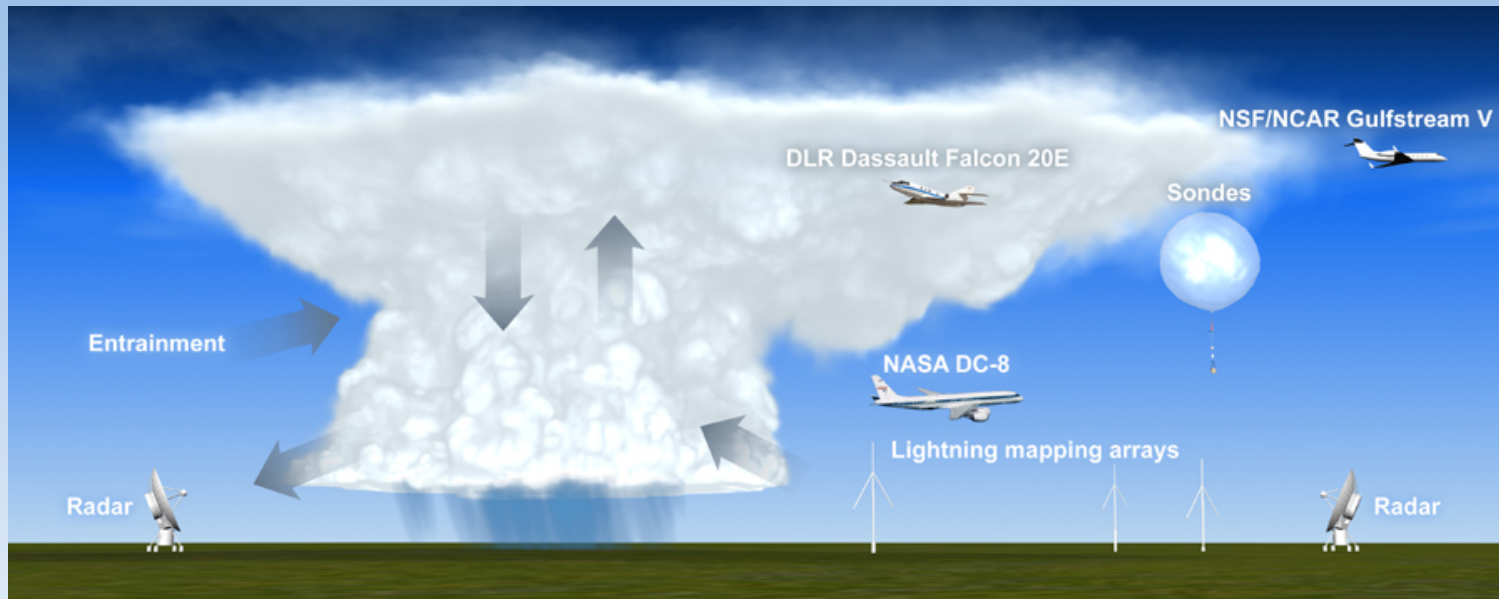 NSF/NCAR Gulfstream V
DLR Dassault Falcon 20E
Sondes
Entrainment
NASA DC-8
Lightning mapping arrays
Radar
Radar